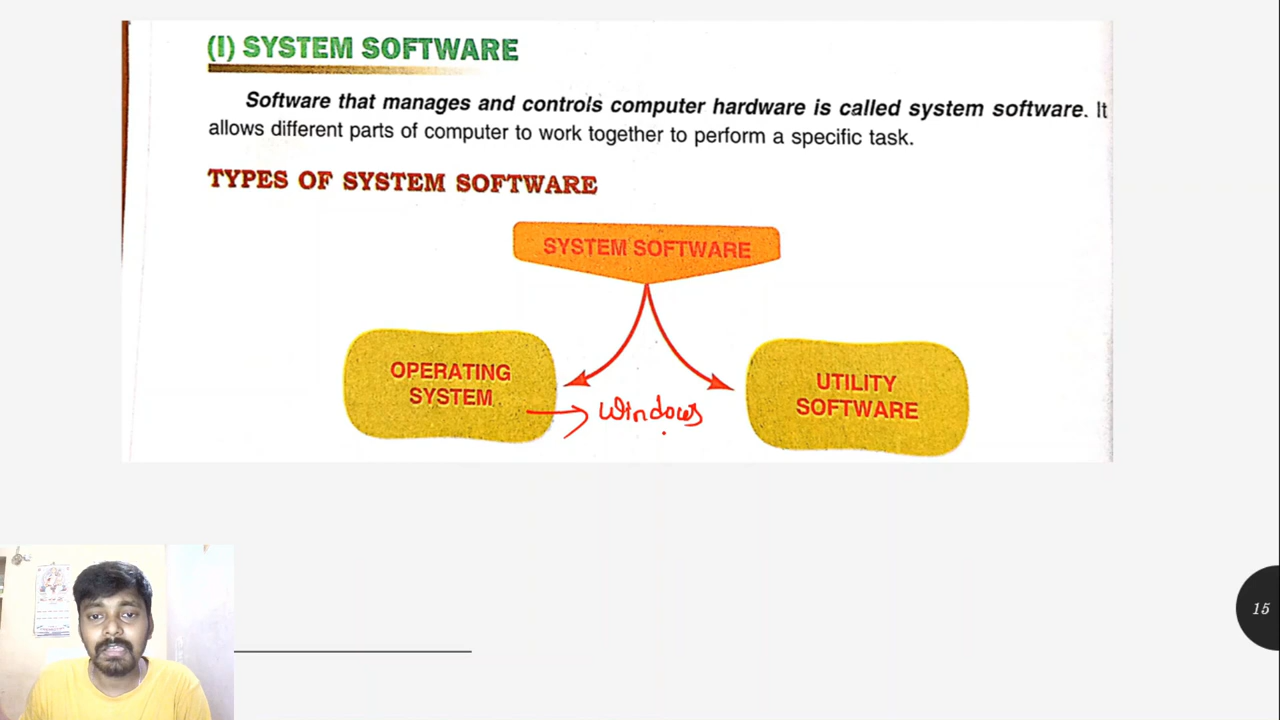 (I) SYSTEM SOFTWARE
Software that manages and controls computer hardware is called system software. It
allows different parts of computer to work together to perform a specific task.
TYPES OF SYSTEM SOFTWARE
SYSTEM SOFTWARE
OPERATING
SYSTEM
Windows
UTILITY
SOFTWARE
15